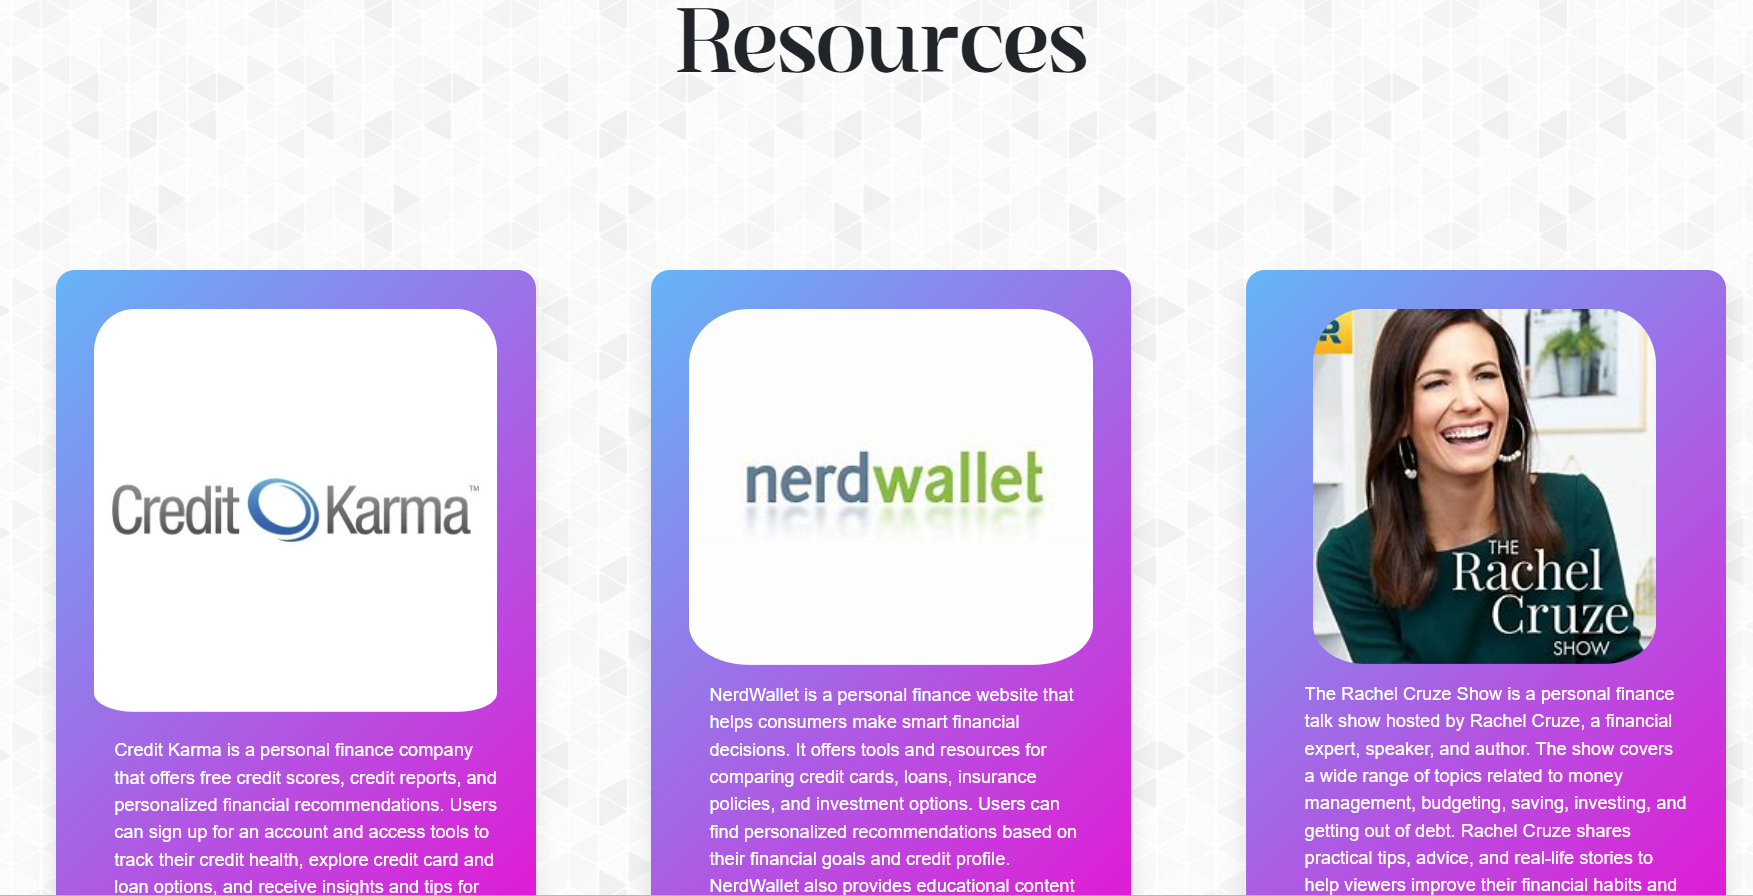 Resources
Credit Karma™
Credit Karma is a personal finance company
that offers free credit scores, credit reports, and
personalized financial recommendations. Users
can sign up for an account and access tools to
track their credit health, explore credit card and
loan options, and receive insights and tips for
nerdwallet
NerdWallet is a personal finance website that
helps consumers make smart financial
decisions. It offers tools and resources for
comparing credit cards, loans, insurance
policies, and investment options. Users can
find personalized recommendations based on
their financial goals and credit profile.
NerdWallet also provides educational content
R
THE
Rachel
Cruze
SHOW
The Rachel Cruze Show is a personal finance
talk show hosted by Rachel Cruze, a financial
expert, speaker, and author. The show covers
a wide range of topics related to money
management, budgeting, saving, investing, and
getting out of debt. Rachel Cruze shares
practical tips, advice, and real-life stories to
help viewers improve their financial habits and